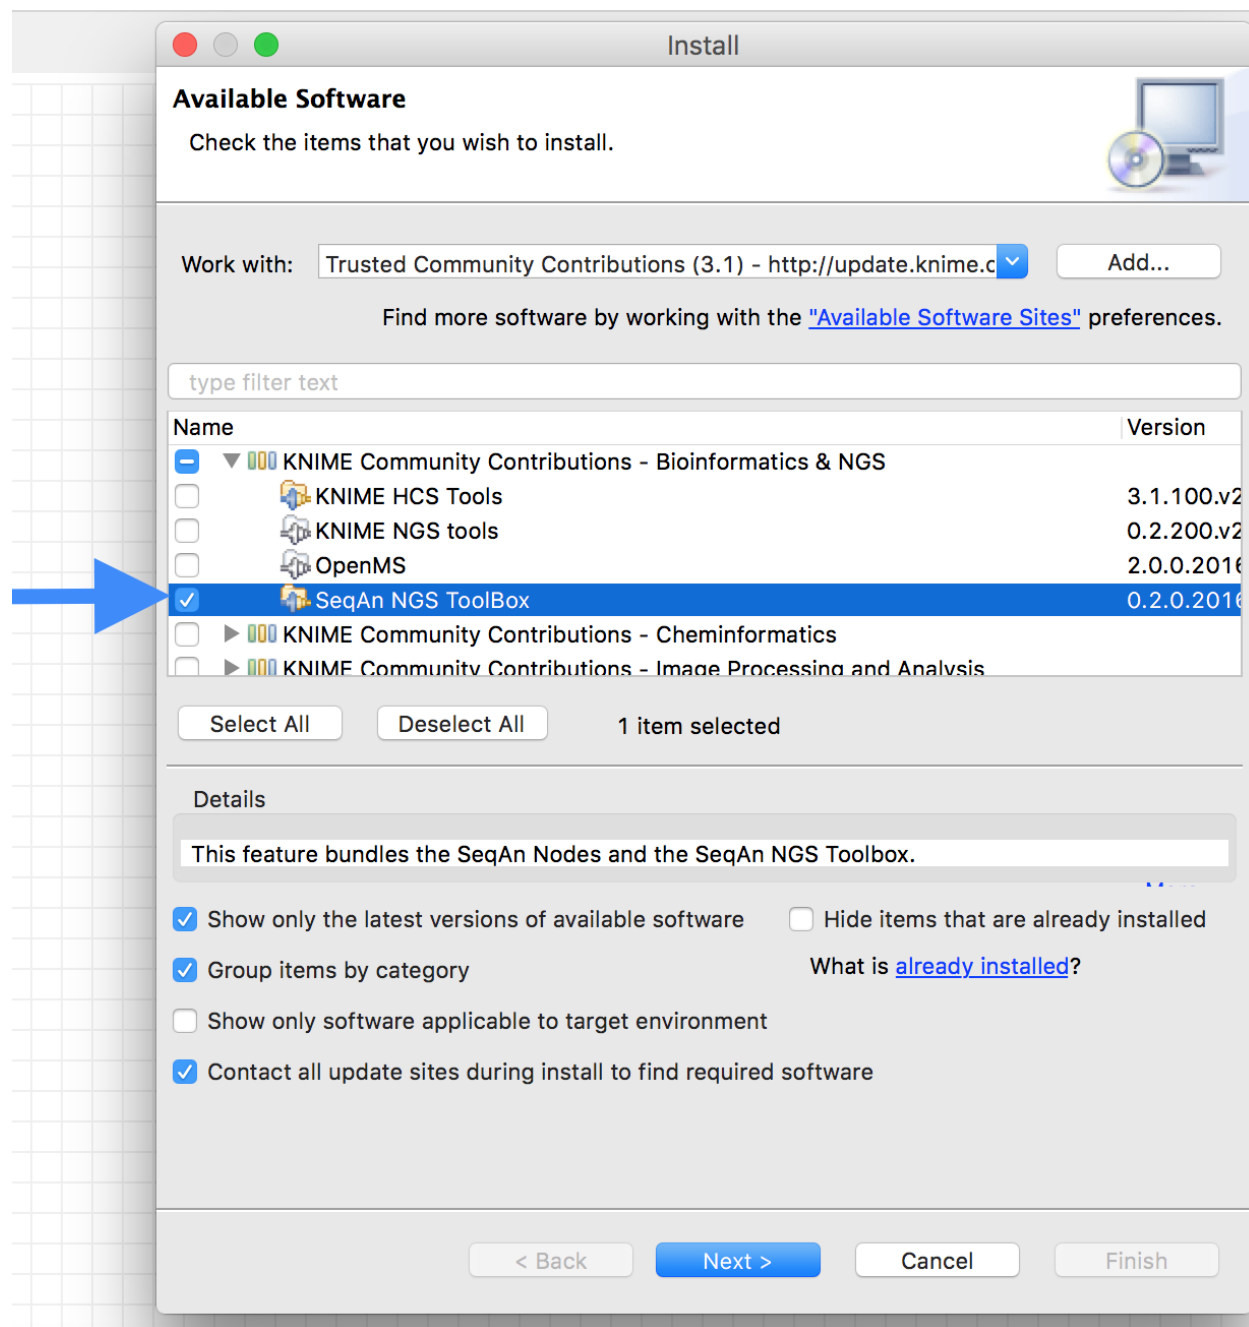 Install
Available Software
Check the items that you wish to install.
Work with: Trusted Community Contributions (3.1) - http://update.knime.c Add...
Find more software by working with the "Available Software Sites" preferences.
type filter text
Name Version
KNIME Community Contributions - Bioinformatics & NGS
KNIME HCS Tools 3.1.100.v2
KNIME NGS tools 0.2.200.v2
OpenMS 2.0.0.2016
SeqAn NGS ToolBox 0.2.0.2016
KNIME Community Contributions - Cheminformatics
KNIME Community Contributions - Image Processing and Analysis
Select All Deselect All 1 item selected
Details
This feature bundles the SeqAn Nodes and the SeqAn NGS Toolbox.
Show only the latest versions of available software Hide items that are already installed
Group items by category What is already installed?
Show only software applicable to target environment
Contact all update sites during install to find required software
< Back Next > Cancel Finish